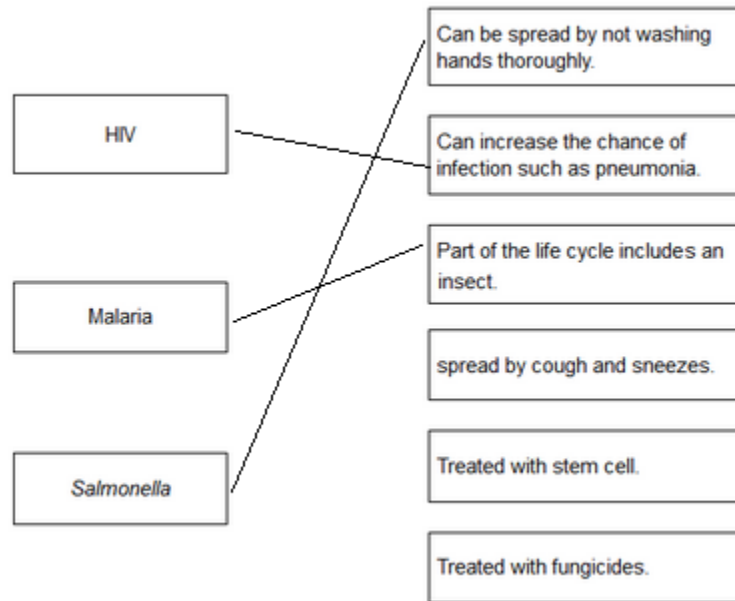 HIV
Malaria
Salmonella
Can be spread by not washing
hands thoroughly.
Can increase the chance of
infection such as pneumonia.
Part of the life cycle includes an
insect.
spread by cough and sneezes.
Treated with stem cell.
Treated with fungicides.